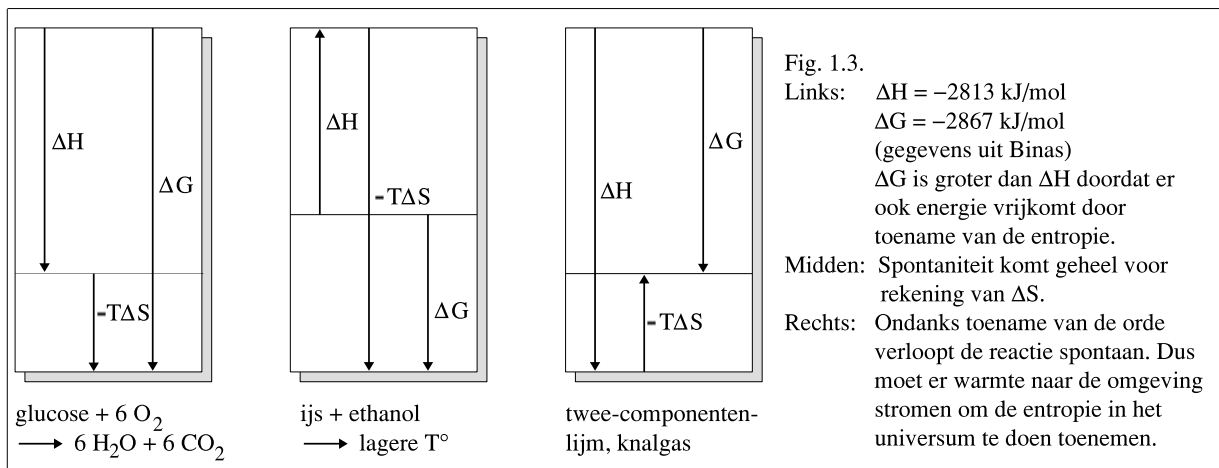 ΔH
-TΔS
ΔG
glucose + 6 O₂
→ 6 H₂O + 6 CO₂
ΔH
-TΔS
ΔG
ijs + ethanol
→ lagere T°
ΔH
ΔG
-TΔS
twee-componenten-
lijm, knalgas
Fig. 1.3.
Links: ΔH = −2813 kJ/mol
ΔG = −2867 kJ/mol
(gegevens uit Binas)
ΔG is groter dan ΔH doordat er
ook energie vrijkomt door
toename van de entropie.
Midden: Spontaniteit komt geheel voor
rekening van ΔS.
Rechts: Ondanks toename van de orde
verloopt de reactie spontaan. Dus
moet er warmte naar de omgeving
stromen om de entropie in het
universum te doen toenemen.